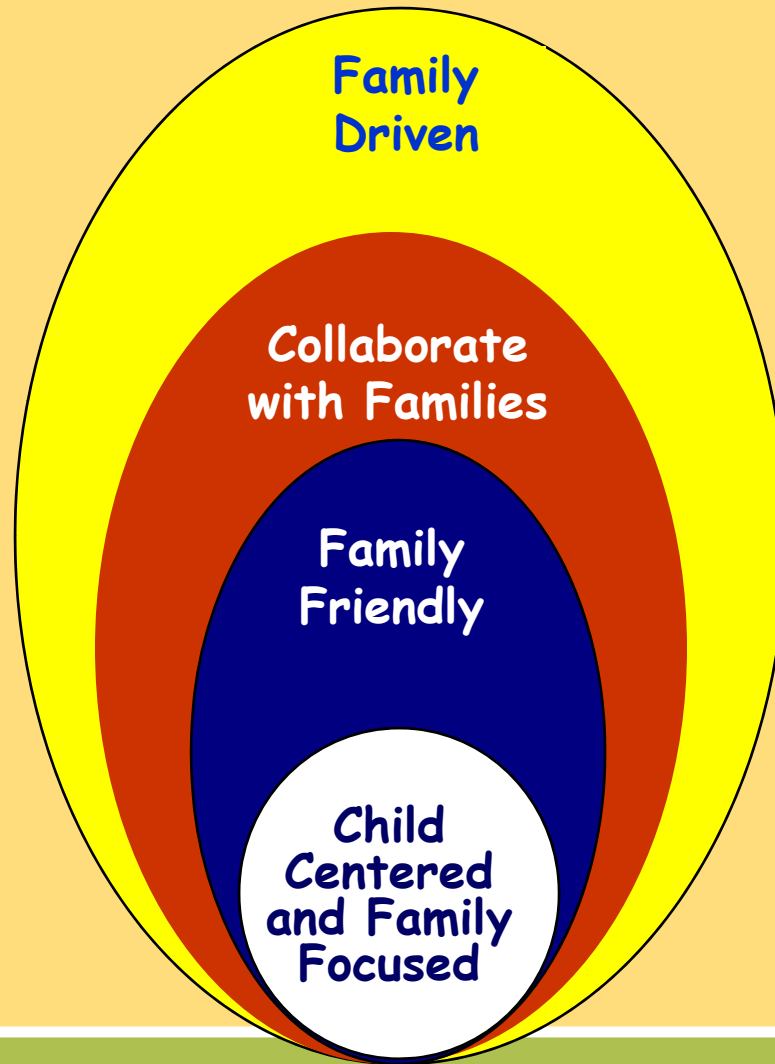 Family
Driven
Collaborate
with Families
Family
Friendly
Child
Centered
and Family
Focused